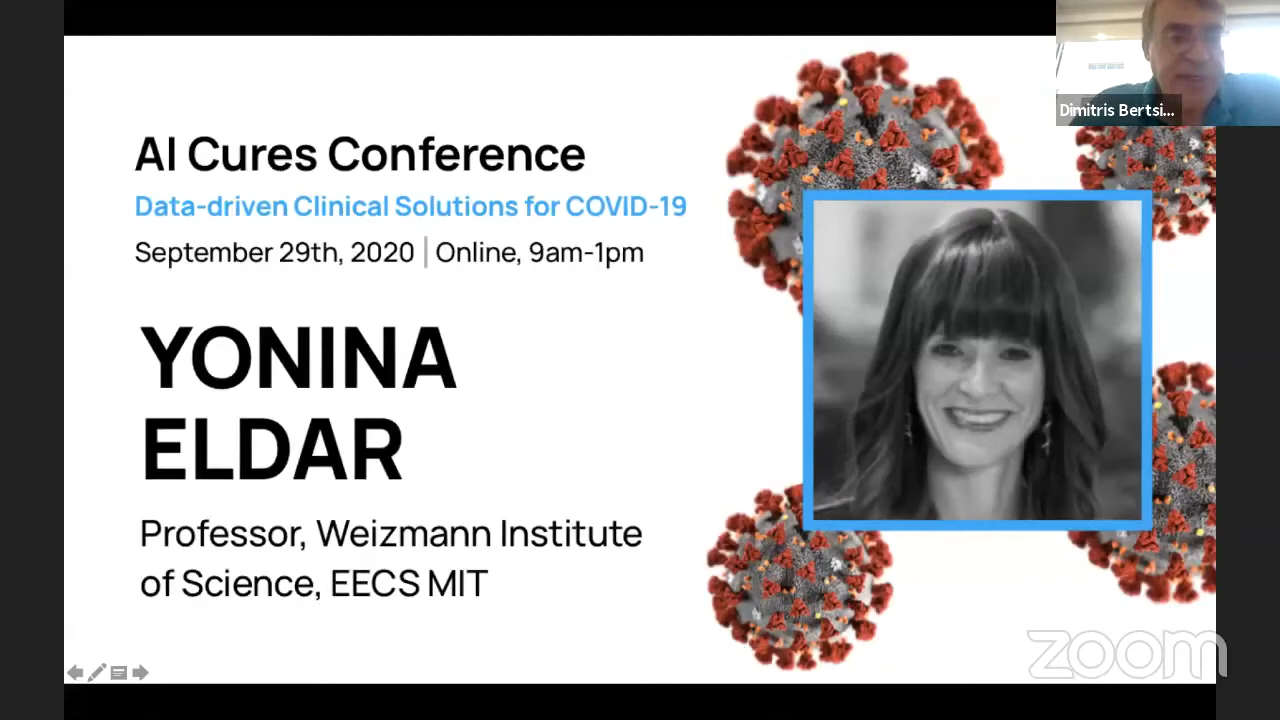 Dimitris Bertsi...
AI Cures Conference
Data-driven Clinical Solutions for COVID-19
September 29th, 2020 | Online, 9am-1pm
YONINA
ELDAR
Professor, Weizmann Institute
of Science, EECS MIT
zoom